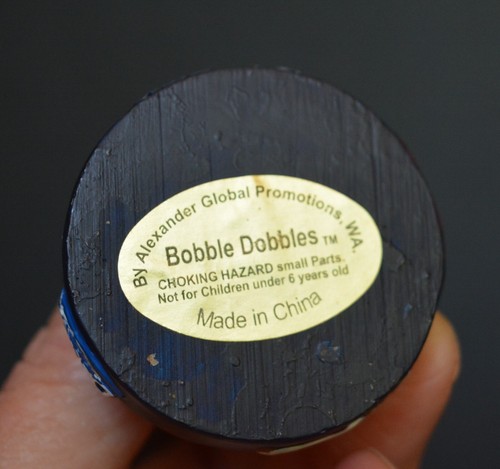 By Alexander Global Promotions, WA.
Bobble Dobbles TM
CHOKING HAZARD small Parts.
Not for Children under 6 years old
Made in China